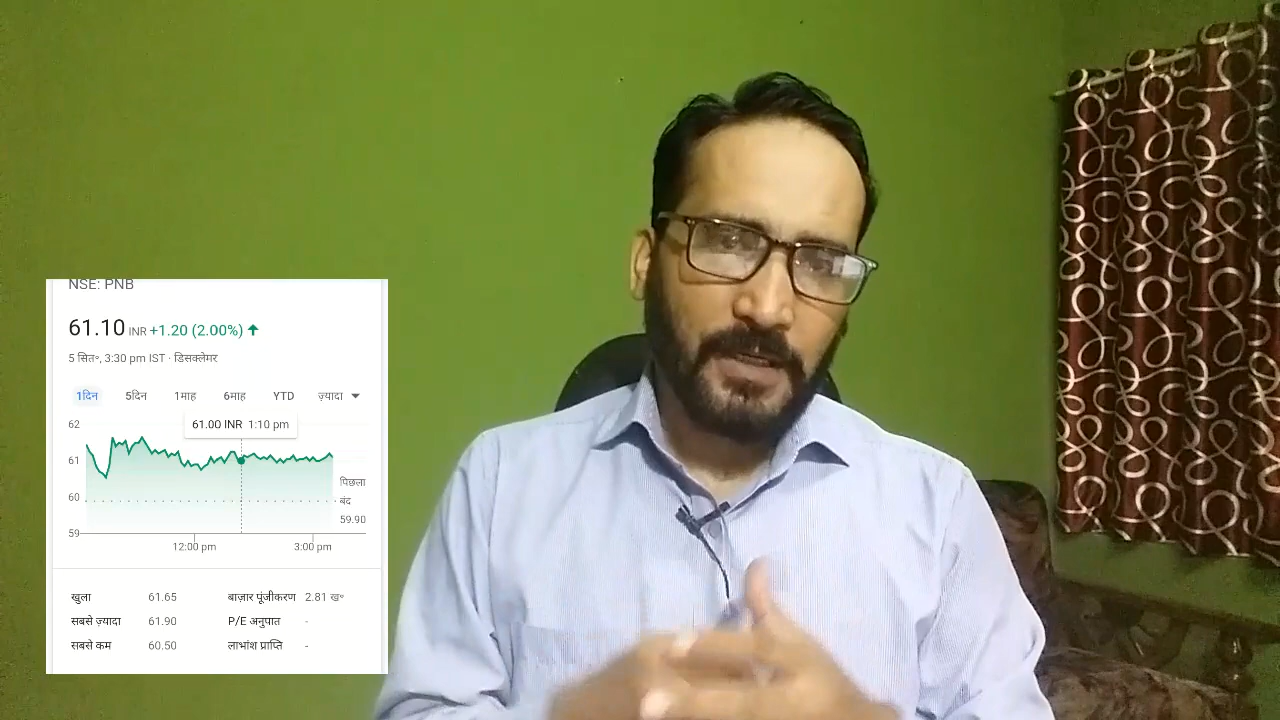 NSE: PNB
61.10 INR +1.20 (2.00%)
5 सित॰, 3:30 pm IST · डिसक्लेमर
1दिन 5दिन 1माह 6माह YTD ज़्यादा
61.00 INR 1:10 pm
62
61
60
59
पिछला
बंद
59.90
12:00 pm 3:00 pm
खुला 61.65 बाज़ार पूंजीकरण 2.81 ख॰
सबसे ज़्यादा 61.90 P/E अनुपात -
सबसे कम 60.50 लाभांश प्राप्ति -